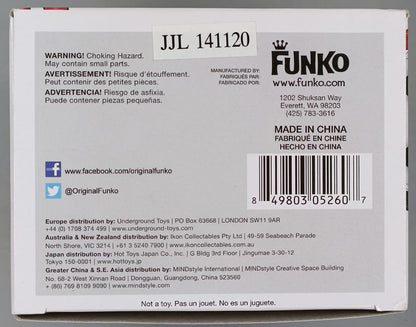 JJL 141120
WARNING! Choking Hazard.
May contain small parts.
AVERTISSEMENT! Risque d'étouffement.
Peut contenir des petites pièces.
ADVERTENCIA! Riesgo de asfixia.
Puede contener piezas pequeñas.
MANUFACTURED BY:
FABRIQUÉ PAR:
FABRICADO POR:
FUNKO
www.funko.com
1202 Shuksan Way
Everett, WA 98203
(425) 783-3616
MADE IN CHINA
FABRIQUÉ EN CHINE
HECHO EN CHINA
www.facebook.com/originalfunko
@OriginalFunko
8 49803 05260 7
Europe distribution by: Underground Toys | PO BOX 63668 | LONDON SW11 9AR
+44 (0) 1708 374 499 | www.underground-toys.com
Australia & New Zealand distribution by: Ikon Collectables Pty Ltd | 49-59 Seabeach Parade
North Shore, VIC 3214 | +61 3 5240 7900 | www.ikoncollectables.com.au
Japan distribution by: Hot Toys Japan Co., Inc. | G Bldg 3rd Floor | Jingumae 3-30-12
Tokyo 150-0001 | www.hottoys.jp
Greater China & S.E. Asia distribution by: MINDstyle International | MINDstyle Creative Space Building
No. 68-2 West Xinnan Road | Dongguan, Guangdong, China 523560
+ (86) 769 8109 9090 | www.mindstyle.com
Not a toy. Pas un jouet. No es un juguete.